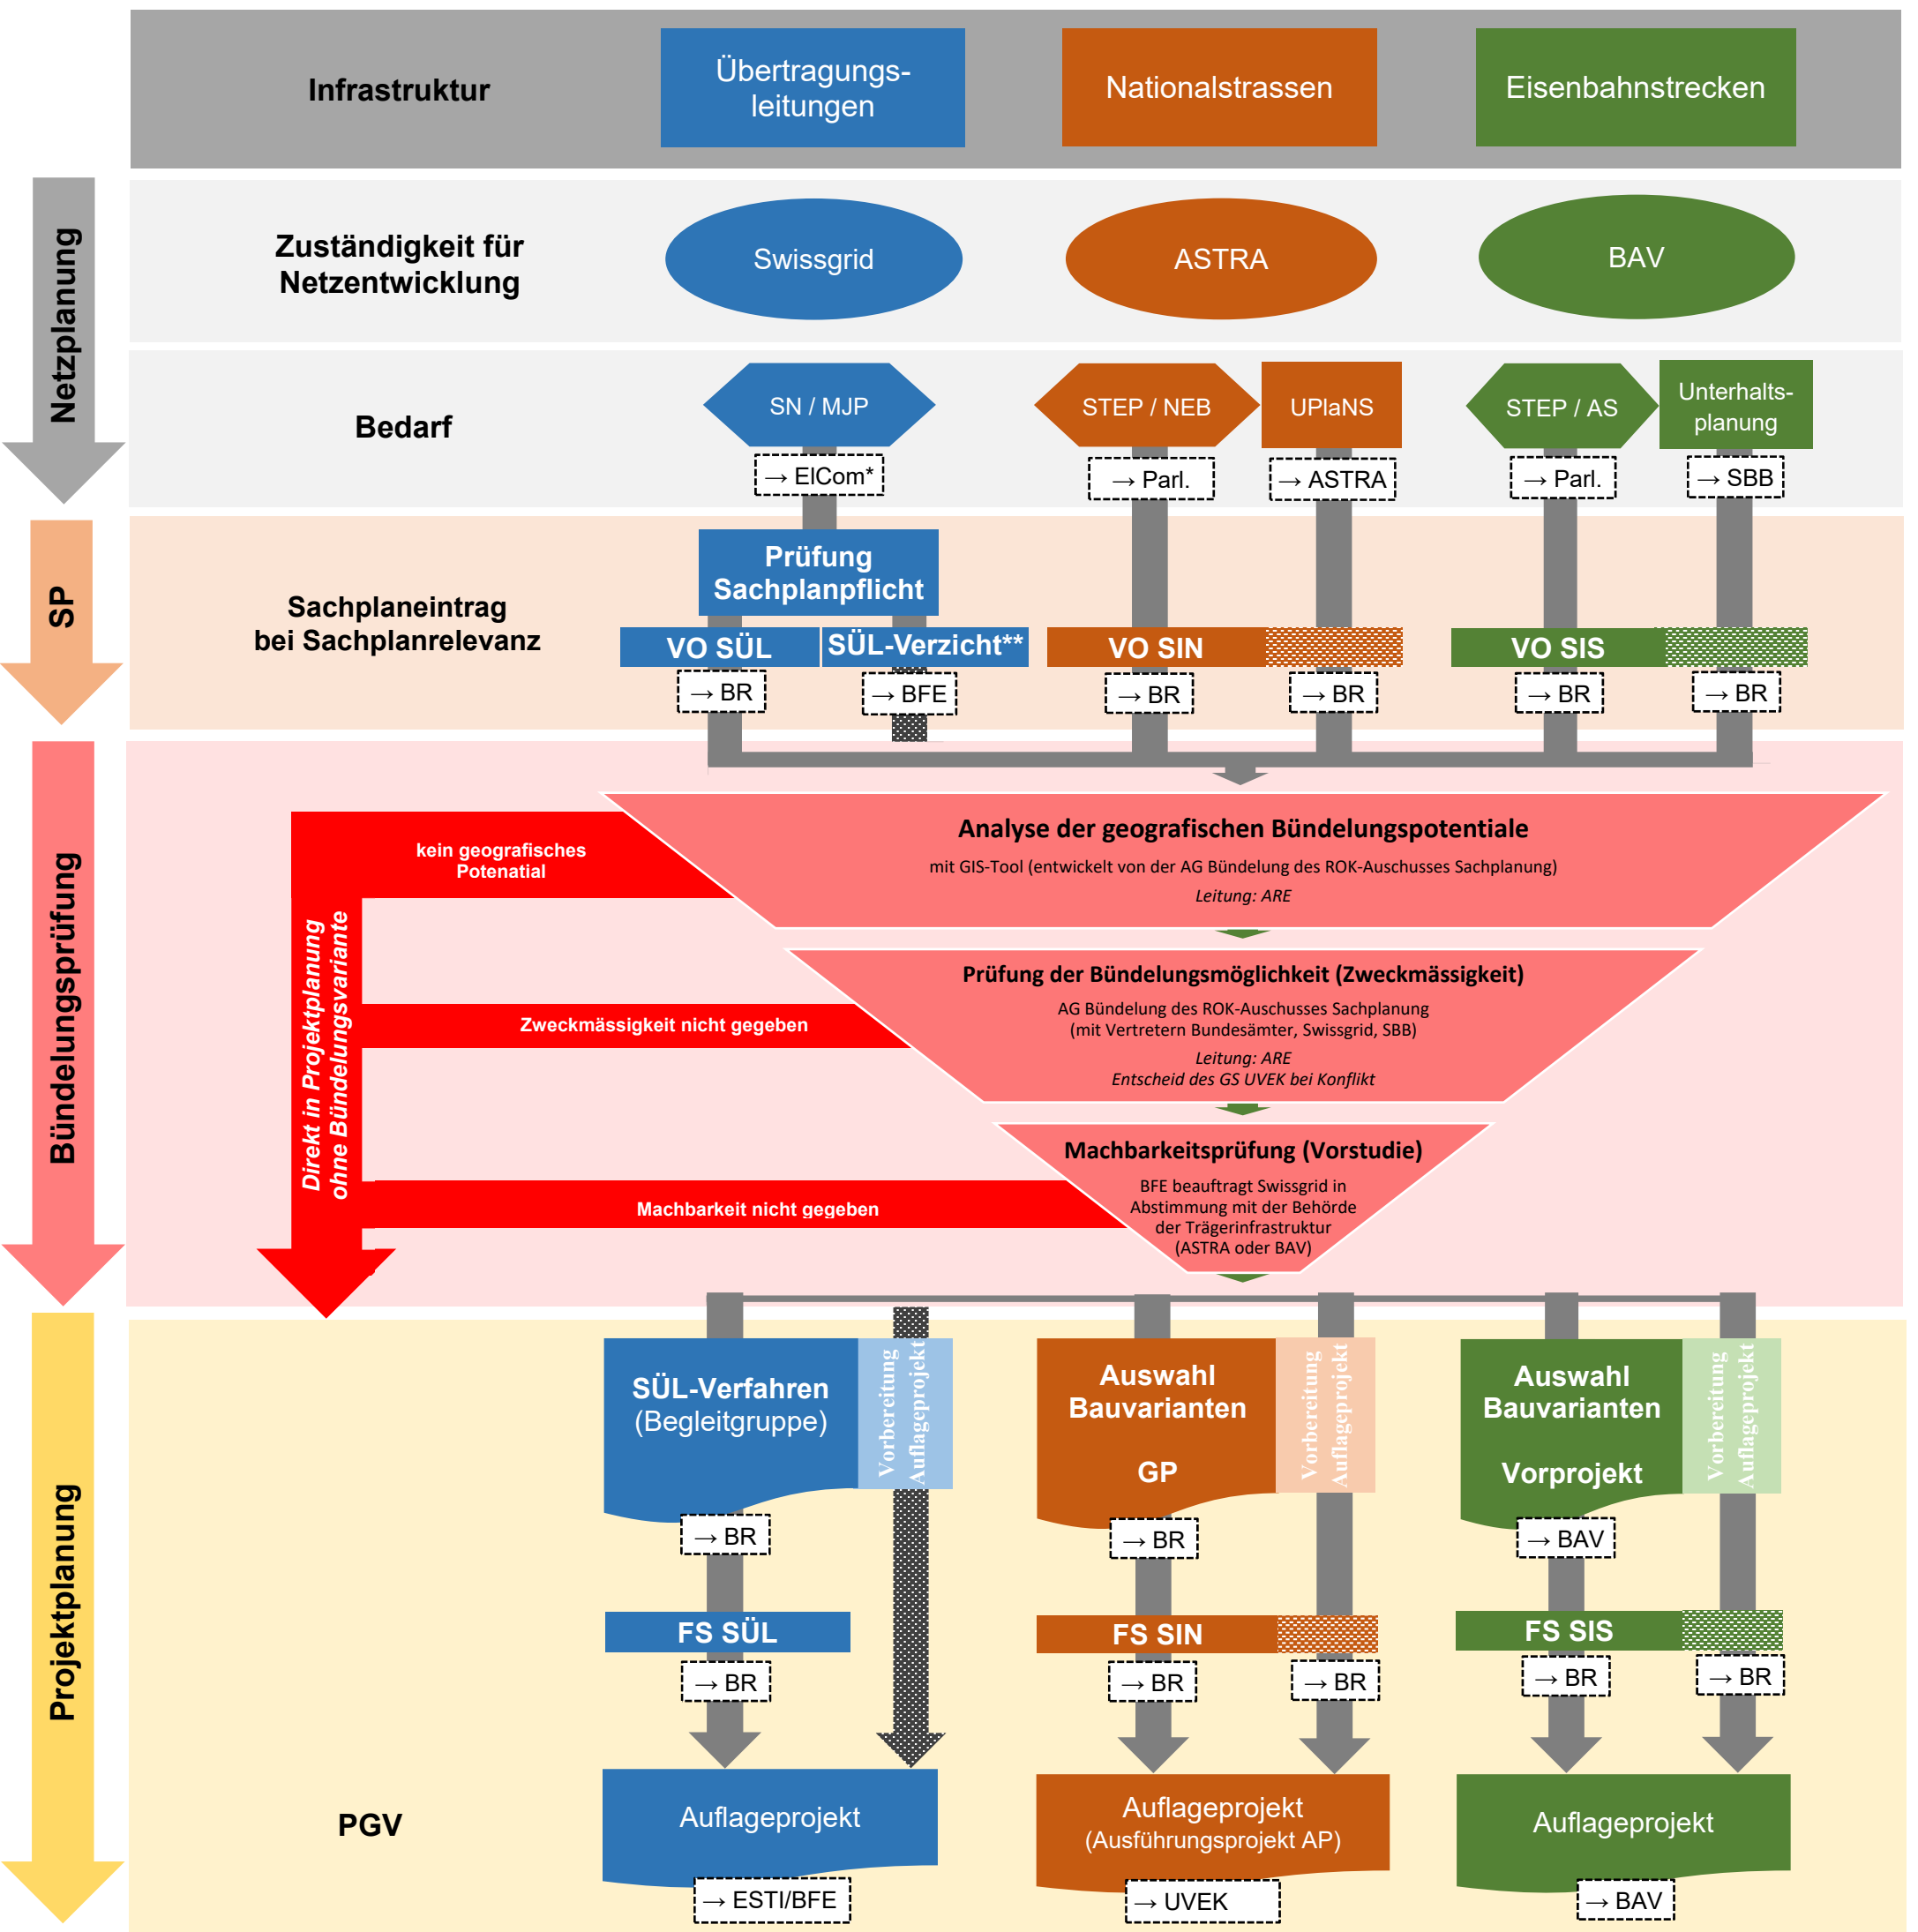 Infrastruktur
Übertragungs-
leitungen
Nationalstrassen
Eisenbahnstrecken
Netzplanung
Zuständigkeit für
Netzentwicklung
Swissgrid
ASTRA
BAV
Bedarf
SN / MJP
STEP / NEB
UPlaNS
STEP / AS
Unterhalts-
planung
→ ElCom*
→ Parl.
→ ASTRA
→ Parl.
→ SBB
SP
Sachplaneintrag
bei Sachplanrelevanz
Prüfung
Sachplanpflicht
VO SÜL
SÜL-Verzicht**
VO SIN
VO SIS
→ BR
→ BFE
→ BR
→ BR
→ BR
→ BR
Bündelungsprüfung
Analyse der geografischen Bündelungspotentiale
mit GIS-Tool (entwickelt von der AG Bündelung des ROK-Auschusses Sachplanung)
Leitung: ARE
kein geografisches
Potenatial
Direkt in Projektplanung
ohne Bündelungsvariante
Prüfung der Bündelungsmöglichkeit (Zweckmässigkeit)
AG Bündelung des ROK-Auschusses Sachplanung
(mit Vertretern Bundesämter, Swissgrid, SBB)
Leitung: ARE
Entscheid des GS UVEK bei Konflikt
Zweckmässigkeit nicht gegeben
Machbarkeitsprüfung (Vorstudie)
BFE beauftragt Swissgrid in
Abstimmung mit der Behörde
der Trägerinfrastruktur
(ASTRA oder BAV)
Machbarkeit nicht gegeben
Projektplanung
SÜL-Verfahren
(Begleitgruppe)
Vorbereitung
Auflageprojekt
Auswahl
Bauvarianten
GP
Vorbereitung
Auflageprojekt
Auswahl
Bauvarianten
Vorprojekt
Vorbereitung
Auflageprojekt
→ BR
→ BR
→ BAV
FS SÜL
FS SIN
FS SIS
→ BR
→ BR
→ BR
→ BR
→ BR
PGV
Auflageprojekt
Auflageprojekt
(Ausführungsprojekt AP)
Auflageprojekt
→ ESTI/BFE
→ UVEK
→ BAV